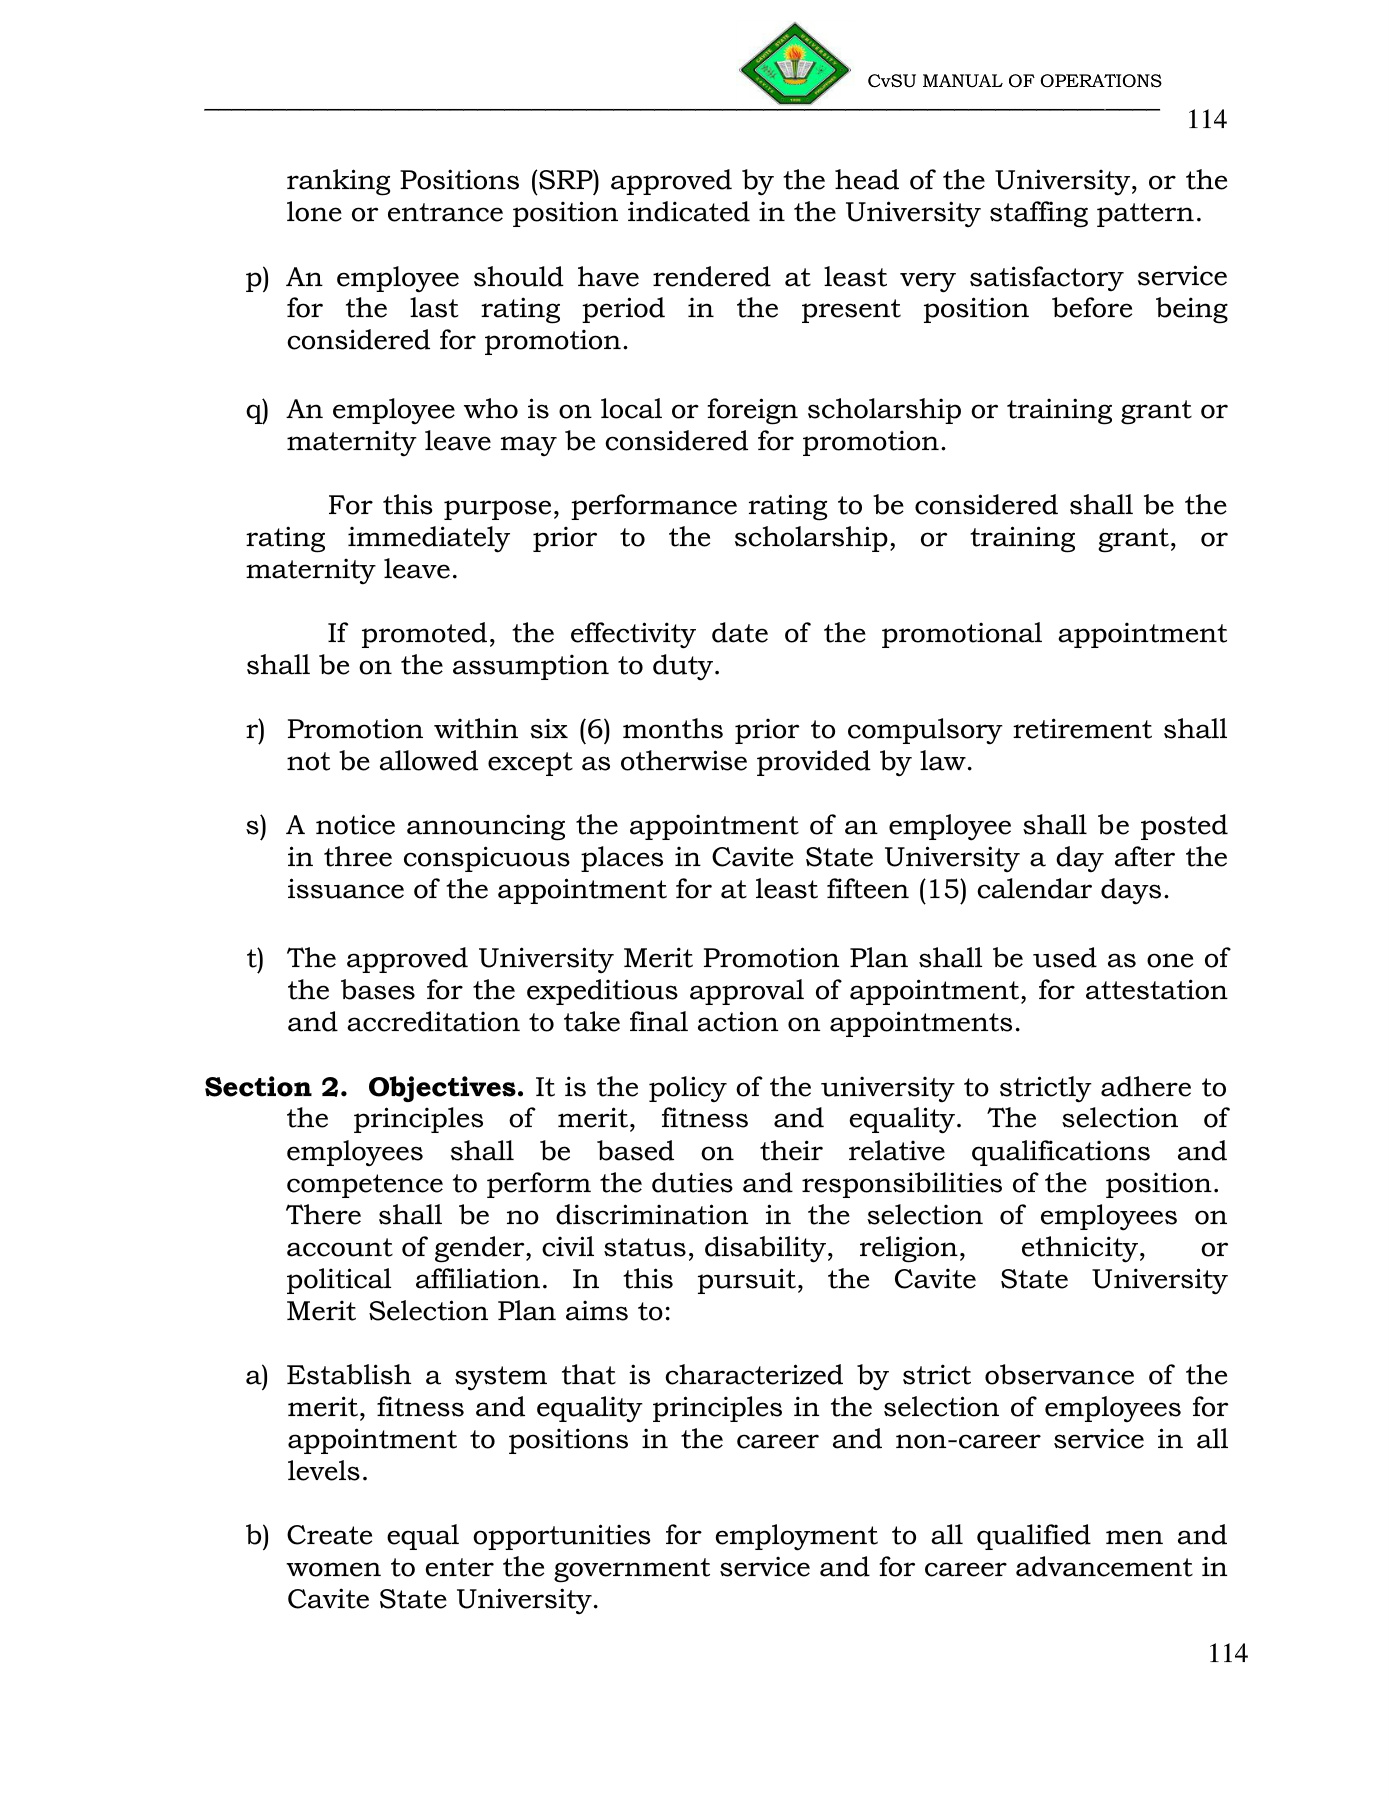 CvSU MANUAL OF OPERATIONS
114
ranking Positions (SRP) approved by the head of the University, or the
lone or entrance position indicated in the University staffing pattern.
p) An employee should have rendered at least very satisfactory service
for the last rating period in the present position before being
considered for promotion.
q) An employee who is on local or foreign scholarship or training grant or
maternity leave may be considered for promotion.
For this purpose, performance rating to be considered shall be the
rating immediately prior to the scholarship, or training grant, or
maternity leave.
If promoted, the effectivity date of the promotional appointment
shall be on the assumption to duty.
r) Promotion within six (6) months prior to compulsory retirement shall
not be allowed except as otherwise provided by law.
s) A notice announcing the appointment of an employee shall be posted
in three conspicuous places in Cavite State University a day after the
issuance of the appointment for at least fifteen (15) calendar days.
t) The approved University Merit Promotion Plan shall be used as one of
the bases for the expeditious approval of appointment, for attestation
and accreditation to take final action on appointments.
Section 2. Objectives. It is the policy of the university to strictly adhere to
the principles of merit, fitness and equality. The selection of
employees shall be based on their relative qualifications and
competence to perform the duties and responsibilities of the position.
There shall be no discrimination in the selection of employees on
account of gender, civil status, disability, religion, ethnicity, or
political affiliation. In this pursuit, the Cavite State University
Merit Selection Plan aims to:
a) Establish a system that is characterized by strict observance of the
merit, fitness and equality principles in the selection of employees for
appointment to positions in the career and non-career service in all
levels.
b) Create equal opportunities for employment to all qualified men and
women to enter the government service and for career advancement in
Cavite State University.
114